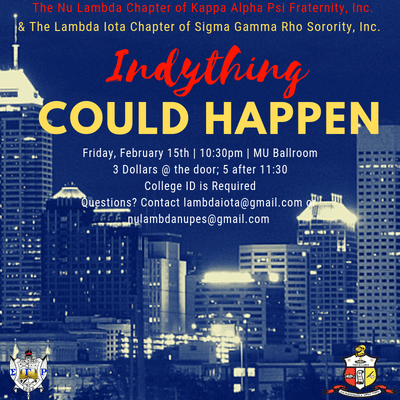 The Nu Lambda Chapter of Kappa Alpha Psi Fraternity, Inc.
& The Lambda Iota Chapter of Sigma Gamma Rho Sorority, Inc.
Indything
COULD HAPPEN
Friday, February 15th | 10:30pm | MU Ballroom
3 Dollars @ the door; 5 after 11:30
College ID is Required
Questions? Contact lambdaiota@gmail.com or
nulambdanupes@gmail.com
Σ Γ Ρ